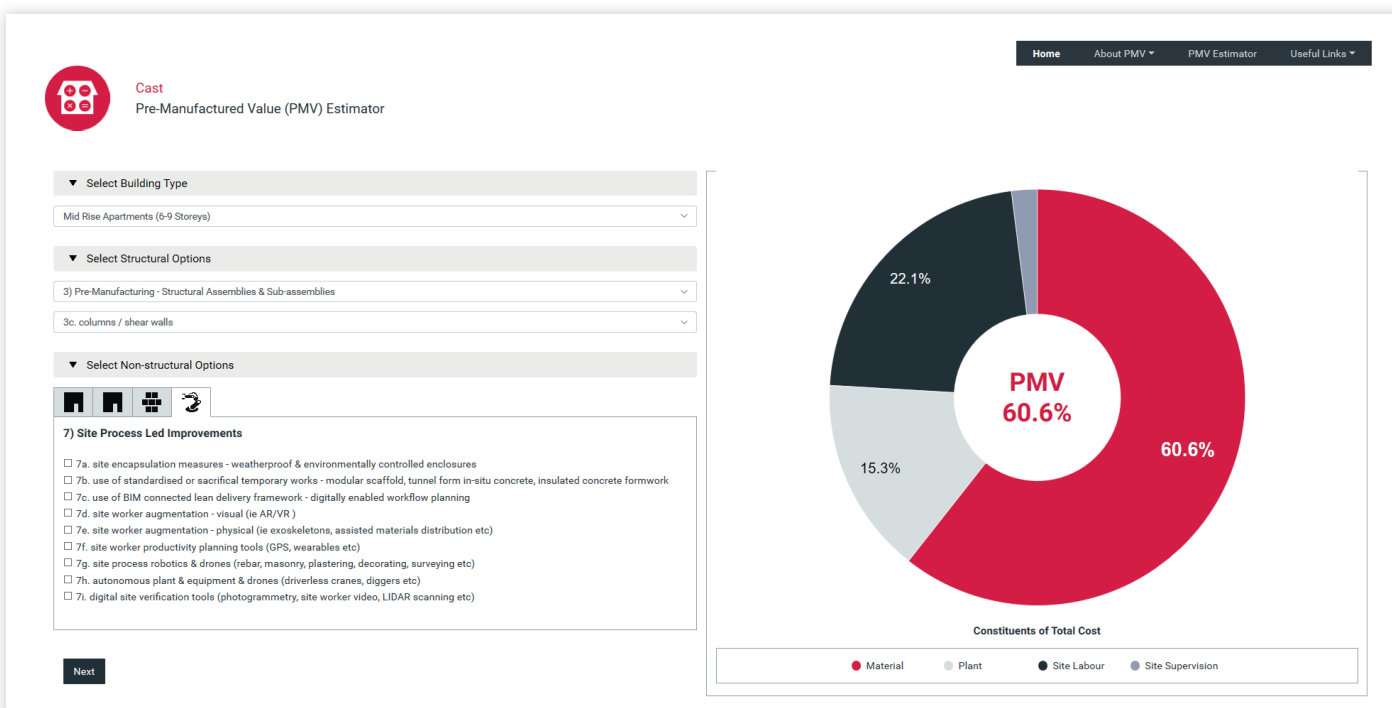 Home About PMV PMV Estimator Useful Links
Cast
Pre-Manufactured Value (PMV) Estimator
Select Building Type
Mid Rise Apartments (6-9 Storeys)
Select Structural Options
3) Pre-Manufacturing - Structural Assemblies & Sub-assemblies
3c. columns / shear walls
Select Non-structural Options
7) Site Process Led Improvements
7a. site encapsulation measures - weatherproof & environmentally controlled enclosures
7b. use of standardised or sacrifical temporary works - modular scaffold, tunnel form in-situ concrete, insulated concrete formwork
7c. use of BIM connected lean delivery framework - digitally enabled workflow planning
7d. site worker augmentation - visual (ie AR/VR )
7e. site worker augmentation - physical (ie exoskeletons, assisted materials distribution etc)
7f. site worker productivity planning tools (GPS, wearables etc)
7g. site process robotics & drones (rebar, masonry, plastering, decorating, surveying etc)
7h. autonomous plant & equipment & drones (driverless cranes, diggers etc)
7i. digital site verification tools (photogrammetry, site worker video, LIDAR scanning etc)
Next
22.1%
PMV
60.6%
60.6%
15.3%
Constituents of Total Cost
Material Plant Site Labour Site Supervision